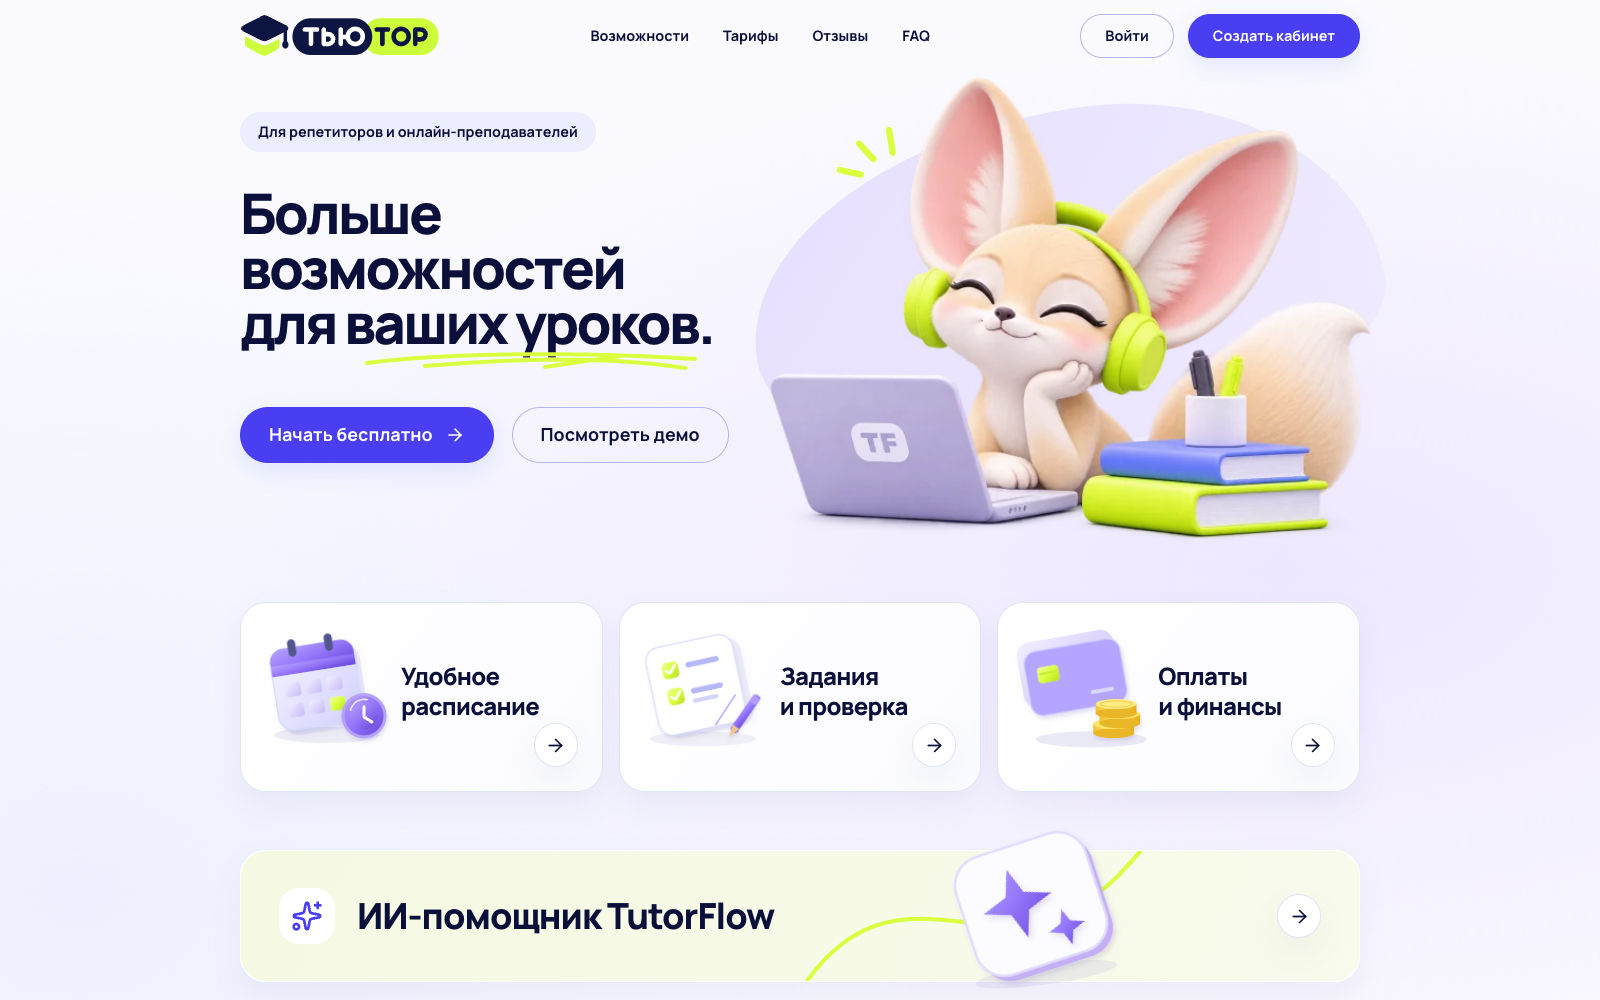 ТЬЮТОР
Возможности
Тарифы
Отзывы
FAQ
Войти
Создать кабинет
Для репетиторов и онлайн-преподавателей
Больше
возможностей
для ваших уроков.
Начать бесплатно
Посмотреть демо
TF
Удобное
расписание
Задания
и проверка
Оплаты
и финансы
ИИ-помощник TutorFlow